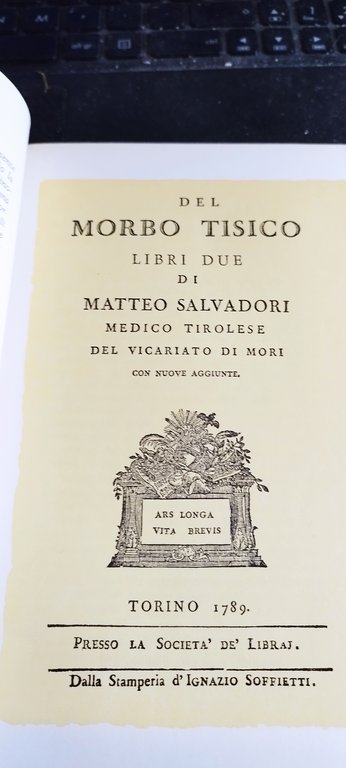 DEL
MORBO TISICO
LIBRI DUE
DI
MATTEO SALVADORI
MEDICO TIROLESE
DEL VICARIATO DI MORI
CON NUOVE AGGIUNTE.
ARS LONGA
VITA BREVIS
TORINO 1789.
PRESSO LA SOCIETA' DE' LIBRAJ.
Dalla Stamperia d'IGNAZIO SOFFIETTI.